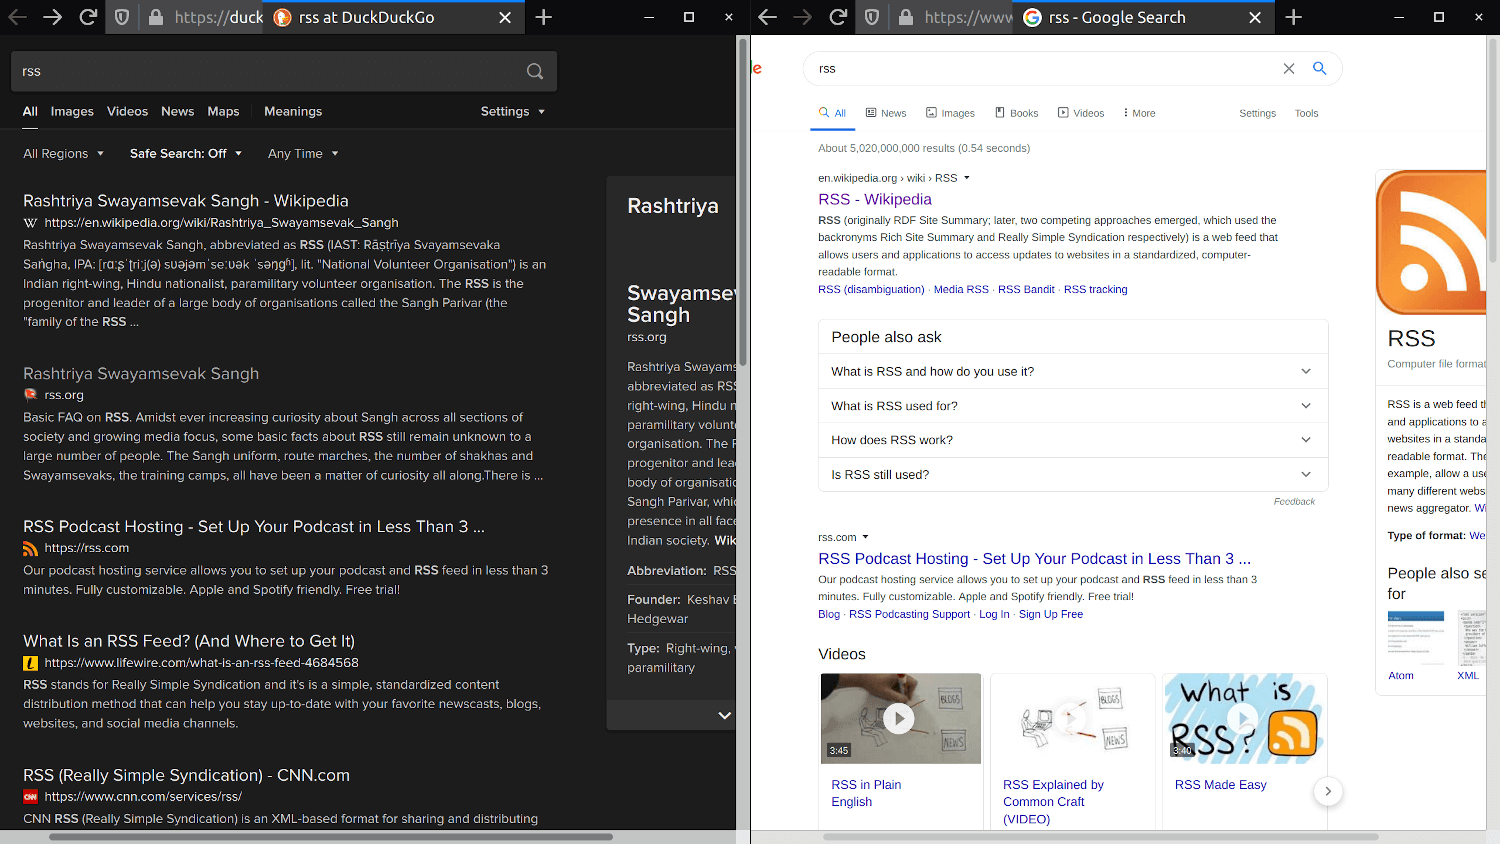 https://duck
rss at DuckDuckGo
rss
All Images Videos News Maps Meanings Settings
All Regions Safe Search: Off Any Time
Rashtriya Swayamsevak Sangh - Wikipedia
W https://en.wikipedia.org/wiki/Rashtriya_Swayamsevak_Sangh
Rashtriya Swayamsevak Sangh, abbreviated as RSS (IAST: Rāṣṭrīya Svayamsevaka
Saṅgha, IPA: [rɑːʂˈʈriːj(ə) sʋəjəmˈseːʋək ˈsəŋɡʱ], lit. "National Volunteer Organisation") is an
Indian right-wing, Hindu nationalist, paramilitary volunteer organisation. The RSS is the
progenitor and leader of a large body of organisations called the Sangh Parivar (the
"family of the RSS ...
Rashtriya Swayamsevak Sangh
rss.org
Basic FAQ on RSS. Amidst ever increasing curiosity about Sangh across all sections of
society and growing media focus, some basic facts about RSS still remain unknown to a
large number of people. The Sangh uniform, route marches, the number of shakhas and
Swayamsevaks, the training camps, all have been a matter of curiosity all along.There is ...
RSS Podcast Hosting - Set Up Your Podcast in Less Than 3 ...
https://rss.com
Our podcast hosting service allows you to set up your podcast and RSS feed in less than 3
minutes. Fully customizable. Apple and Spotify friendly. Free trial!
What Is an RSS Feed? (And Where to Get It)
L https://www.lifewire.com/what-is-an-rss-feed-4684568
RSS stands for Really Simple Syndication and it's is a simple, standardized content
distribution method that can help you stay up-to-date with your favorite newscasts, blogs,
websites, and social media channels.
RSS (Really Simple Syndication) - CNN.com
CNN https://www.cnn.com/services/rss/
CNN RSS (Really Simple Syndication) is an XML-based format for sharing and distributing
Rashtriya
Swayamsev
Sangh
rss.org
Rashtriya Swayams
abbreviated as RSS
right-wing, Hindu n
paramilitary volunt
organisation. The R
progenitor and lea
body of organisatio
Sangh Parivar, whic
presence in all face
Indian society. Wik
Abbreviation: RSS
Founder: Keshav B
Hedgewar
Type: Right-wing,
paramilitary
https://www
rss - Google Search
le
rss
All News Images Books Videos More Settings Tools
About 5,020,000,000 results (0.54 seconds)
en.wikipedia.org › wiki › RSS
RSS - Wikipedia
RSS (originally RDF Site Summary; later, two competing approaches emerged, which used the
backronyms Rich Site Summary and Really Simple Syndication respectively) is a web feed that
allows users and applications to access updates to websites in a standardized, computer-
readable format.
RSS (disambiguation) · Media RSS · RSS Bandit · RSS tracking
People also ask
What is RSS and how do you use it?
What is RSS used for?
How does RSS work?
Is RSS still used?
Feedback
rss.com
RSS Podcast Hosting - Set Up Your Podcast in Less Than 3 ...
Our podcast hosting service allows you to set up your podcast and RSS feed in less than 3
minutes. Fully customizable. Apple and Spotify friendly. Free trial!
Blog · RSS Podcasting Support · Log In · Sign Up Free
Videos
BLOGS
NEWS
3:45
RSS in Plain
English
BLOGS
NEWS
RSS Explained by
Common Craft
(VIDEO)
What is
RSS?
3:40
RSS Made Easy
RSS
Computer file format
RSS is a web feed th
and applications to a
websites in a standa
readable format. The
example, allow a use
many different webs
news aggregator. Wi
Type of format: We
People also se
for
Atom XML